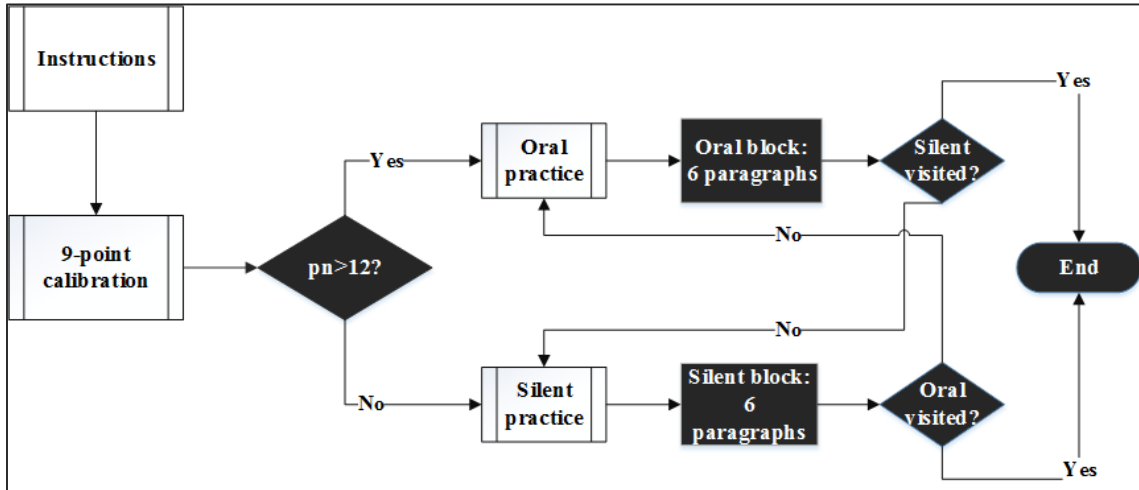 Instructions
9-point
calibration
pn>12?
Yes
Oral
practice
Oral block:
6 paragraphs
Silent
visited?
Yes
No
End
No
No
Silent
practice
Silent block:
6
paragraphs
Oral
visited?
Yes